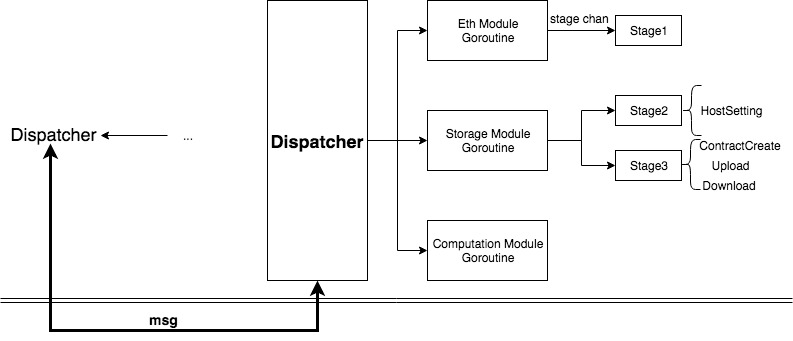 Eth Module
Goroutine
stage chan
Stage1
Dispatcher
...
Dispatcher
Storage Module
Goroutine
Stage2
HostSetting
Stage3
ContractCreate
Upload
Download
Computation Module
Goroutine
msg